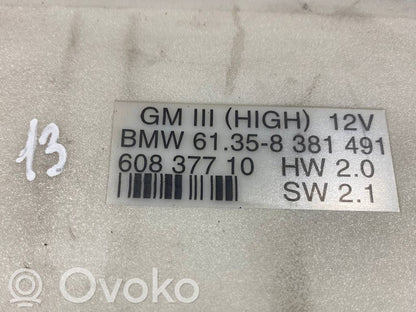 13
GM III (HIGH) 12V
BMW 61.35-8 381 491
608 377 10 HW 2.0
SW 2.1
© Ovoko